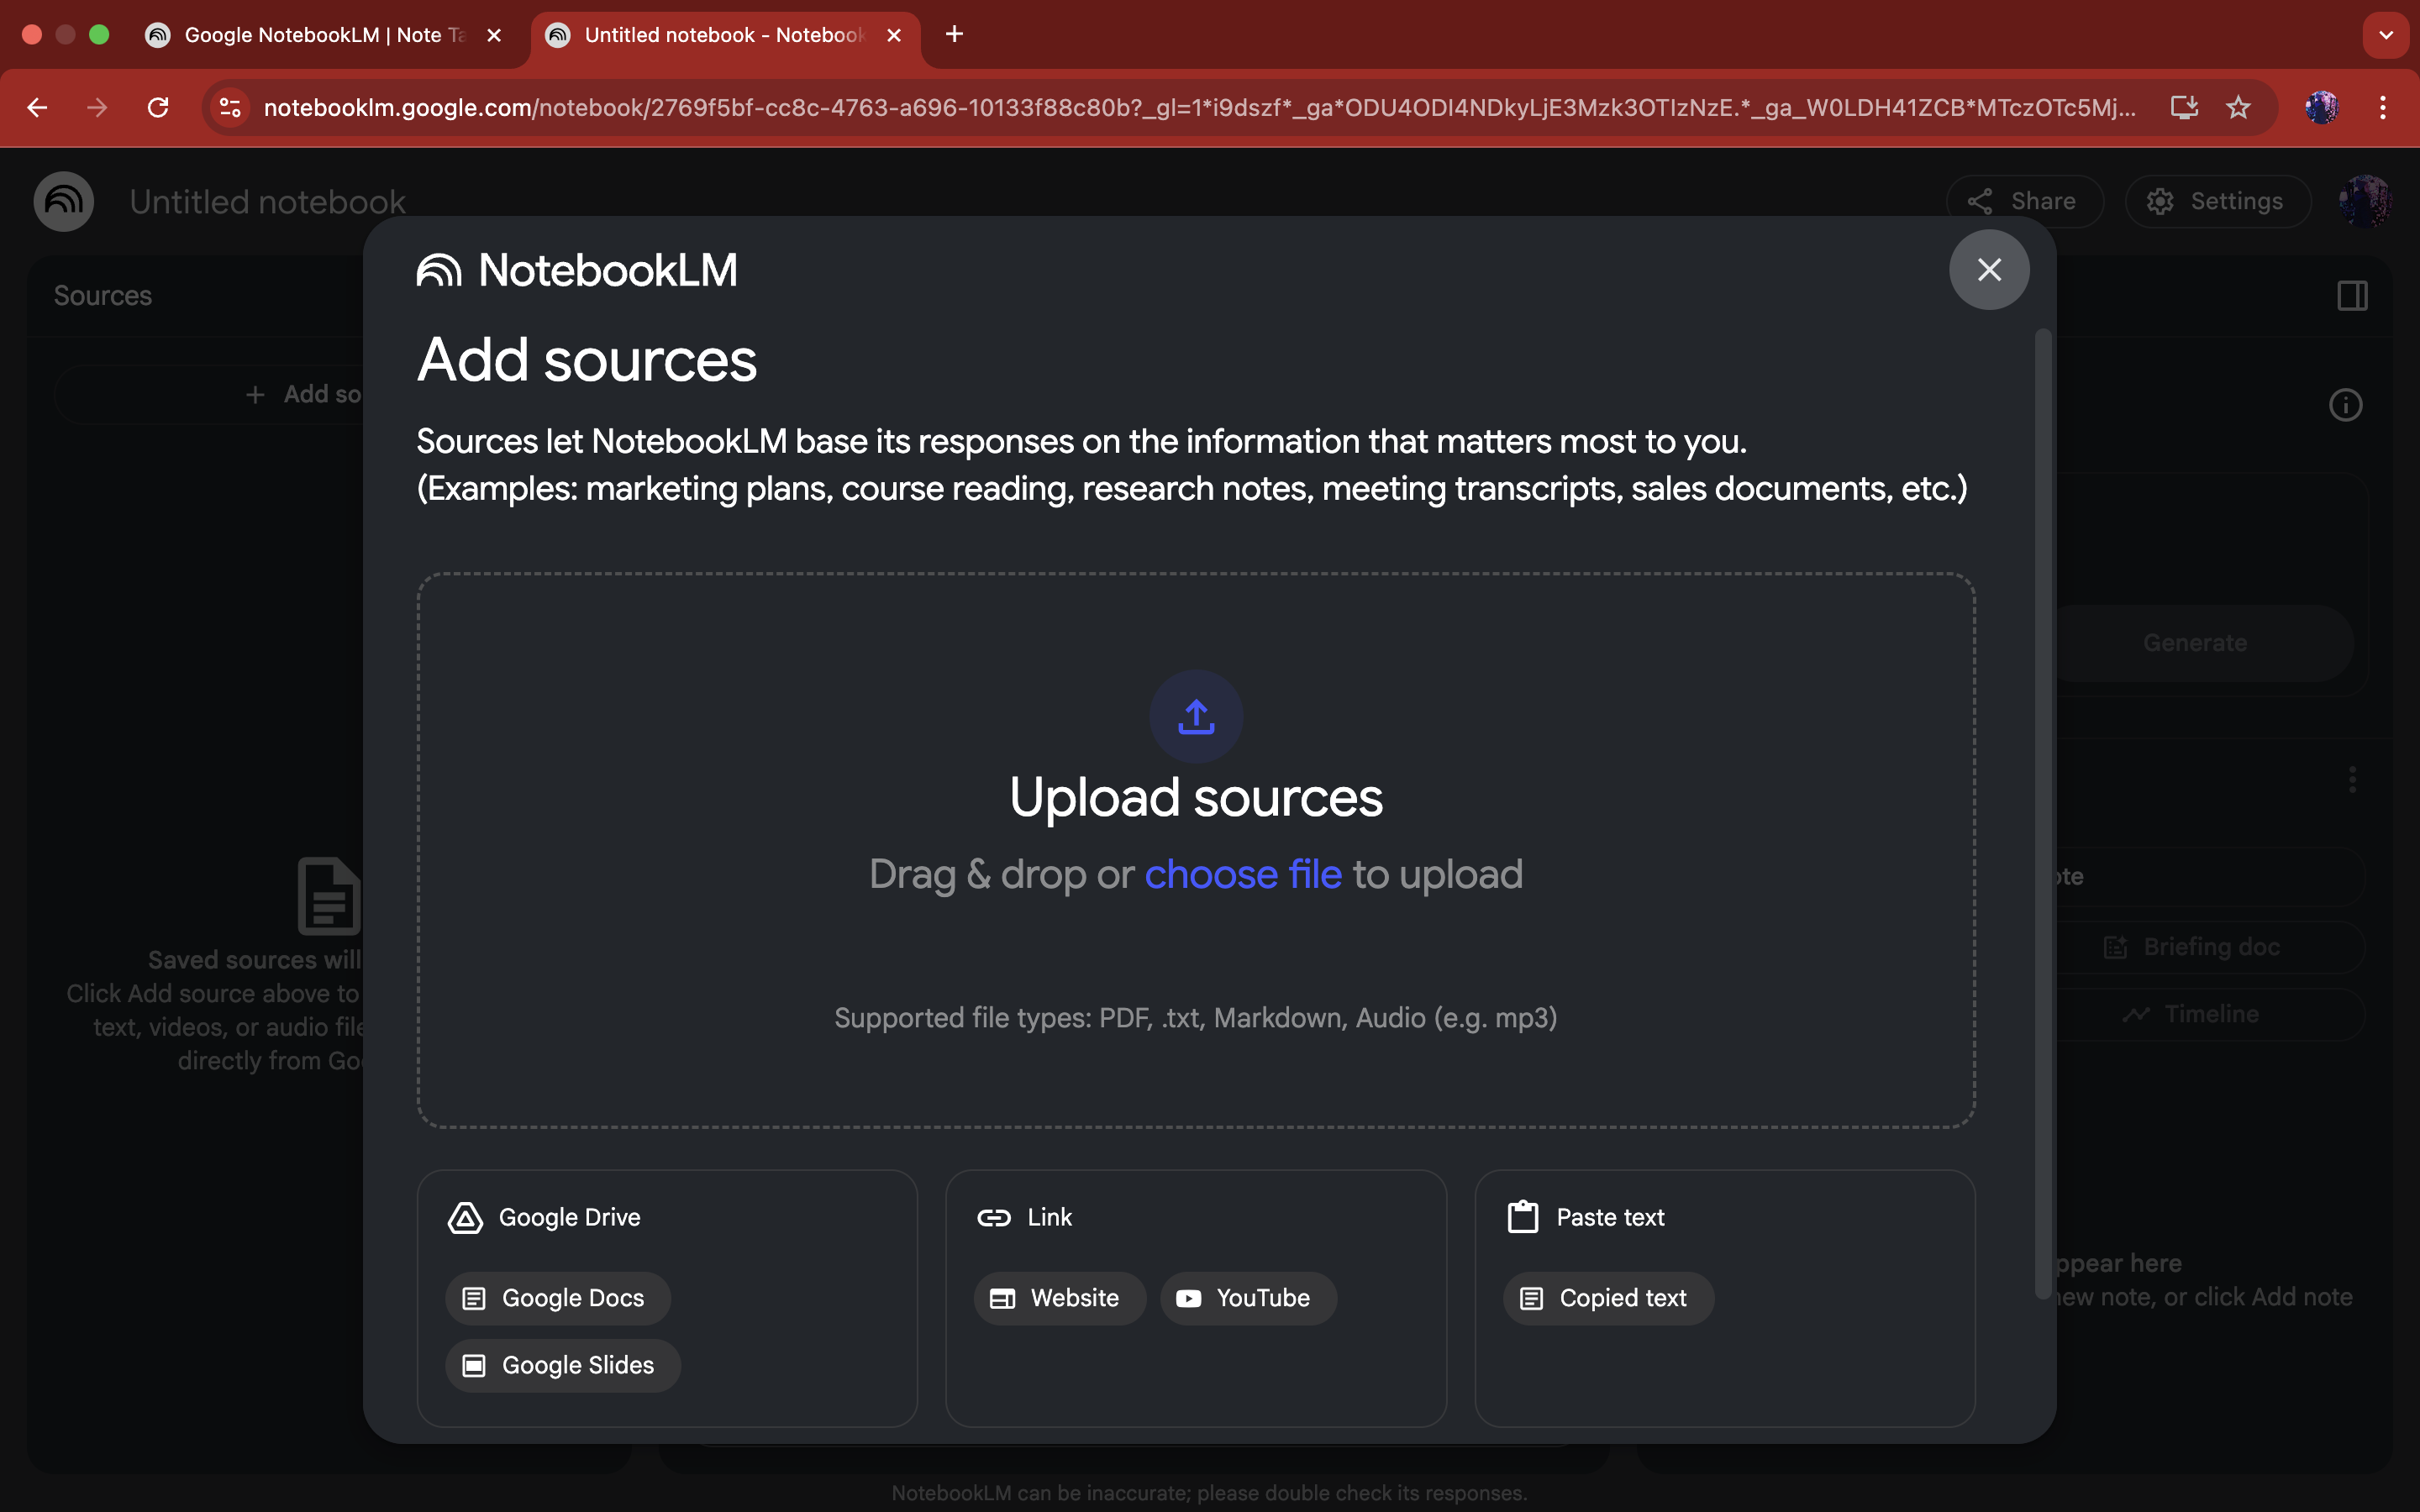 Google NotebookLM | Note Ta
Untitled notebook - Notebook
notebooklm.google.com/notebook/2769f5bf-cc8c-4763-a696-10133f88c80b?_gl=1*i9dszf*_ga*ODU4ODI4NDkyLjE3Mzk3OTIzNzE.*_ga_W0LDH41ZCB*MTczOTc5Mj...
Untitled notebook
Share
Settings
Sources
Add so
NotebookLM
Add sources
Sources let NotebookLM base its responses on the information that matters most to you.
(Examples: marketing plans, course reading, research notes, meeting transcripts, sales documents, etc.)
Generate
Upload sources
Drag & drop or choose file to upload
Supported file types: PDF, .txt, Markdown, Audio (e.g. mp3)
Saved sources will
Click Add source above to
text, videos, or audio file
directly from Goo
ote
Briefing doc
Timeline
Google Drive
Google Docs
Google Slides
Link
Website
YouTube
Paste text
Copied text
ppear here
new note, or click Add note
NotebookLM can be inaccurate; please double check its responses.